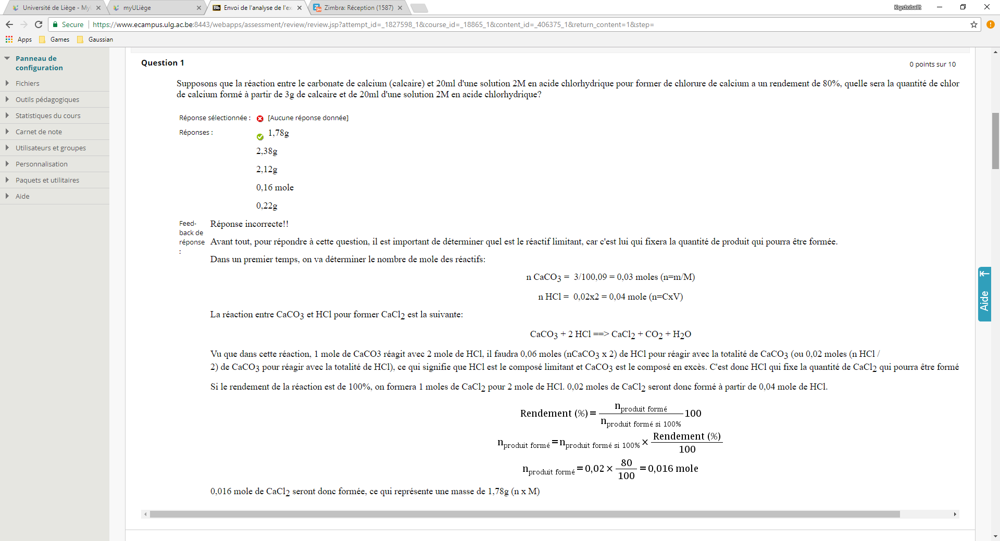 Université de Liège - My
myULiège
Envoi de l'analyse de l'ex
Zimbra: Réception (1587)
Krystoballt
Secure
https://www.ecampus.ulg.ac.be:8443/webapps/assessment/review/review.jsp?attempt_id=_1827598_1&course_id=_18865_1&content_id=_406375_1&return_content=1&step=
Apps Games Gaussian
Panneau de
configuration
Fichiers
Outils pédagogiques
Statistiques du cours
Carnet de note
Utilisateurs et groupes
Personnalisation
Paquets et utilitaires
Aide
Question 1
0 points sur 10
Supposons que la réaction entre le carbonate de calcium (calcaire) et 20ml d'une solution 2M en acide chlorhydrique pour former de chlorure de calcium a un rendement de 80%, quelle sera la quantité de chlor
de calcium formé à partir de 3g de calcaire et de 20ml d'une solution 2M en acide chlorhydrique?
Réponse sélectionnée : [Aucune réponse donnée]
Réponses : 1,78g
2,38g
2,12g
0,16 mole
0,22g
Feed-
back de
réponse
:
Réponse incorrecte!!
Avant tout, pour répondre à cette question, il est important de déterminer quel est le réactif limitant, car c'est lui qui fixera la quantité de produit qui pourra être formée.
Dans un premier temps, on va déterminer le nombre de mole des réactifs:
n CaCO3 = 3/100,09 = 0,03 moles (n=m/M)
n HCl = 0,02x2 = 0,04 mole (n=CxV)
La réaction entre CaCO3 et HCl pour former CaCl2 est la suivante:
CaCO3 + 2 HCl ==> CaCl2 + CO2 + H2O
Vu que dans cette réaction, 1 mole de CaCO3 réagit avec 2 mole de HCl, il faudra 0,06 moles (nCaCO3 x 2) de HCl pour réagir avec la totalité de CaCO3 (ou 0,02 moles (n HCl /
2) de CaCO3 pour réagir avec la totalité de HCl), ce qui signifie que HCl est le composé limitant et CaCO3 est le composé en excès. C'est donc HCl qui fixe la quantité de CaCl2 qui pourra être formé
Si le rendement de la réaction est de 100%, on formera 1 moles de CaCl2 pour 2 mole de HCl. 0,02 moles de CaCl2 seront donc formé à partir de 0,04 mole de HCl.
Rendement (%) = n produit formé / n produit formé si 100% 100
n produit formé = n produit formé si 100% × Rendement (%) / 100
n produit formé = 0,02 × 80 / 100 = 0,016 mole
0,016 mole de CaCl2 seront donc formée, ce qui représente une masse de 1,78g (n x M)
Aide